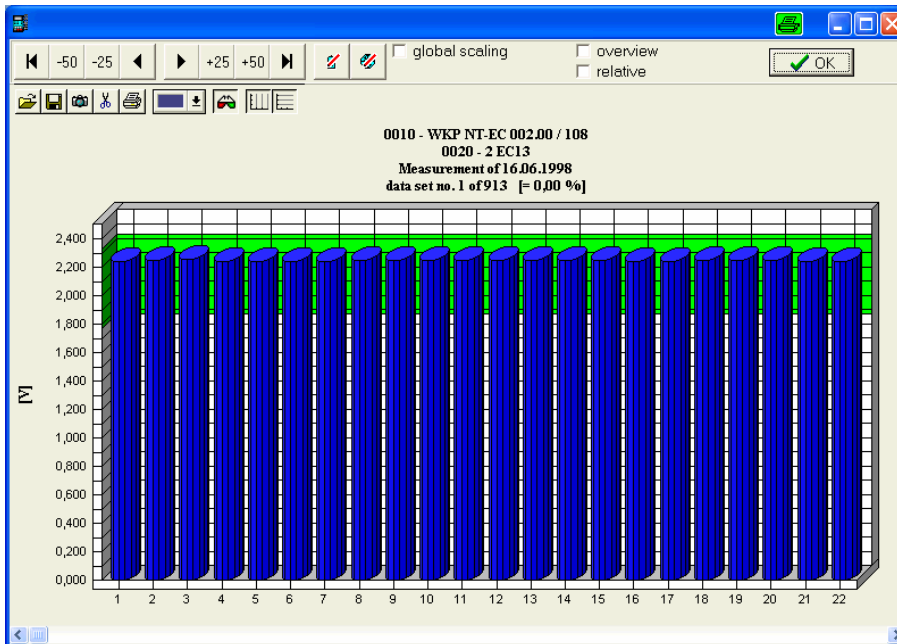 -50 -25 +25 +50 global scaling overview
relative
OK
0010 - WKP NT-EC 002.00 / 108
0020 - 2 EC13
Measurement of 16.06.1998
data set no. 1 of 913 [= 0,00 %]
[V]
2,400
2,200
2,000
1,800
1,600
1,400
1,200
1,000
0,800
0,600
0,400
0,200
0,000
1 2 3 4 5 6 7 8 9 10 11 12 13 14 15 16 17 18 19 20 21 22